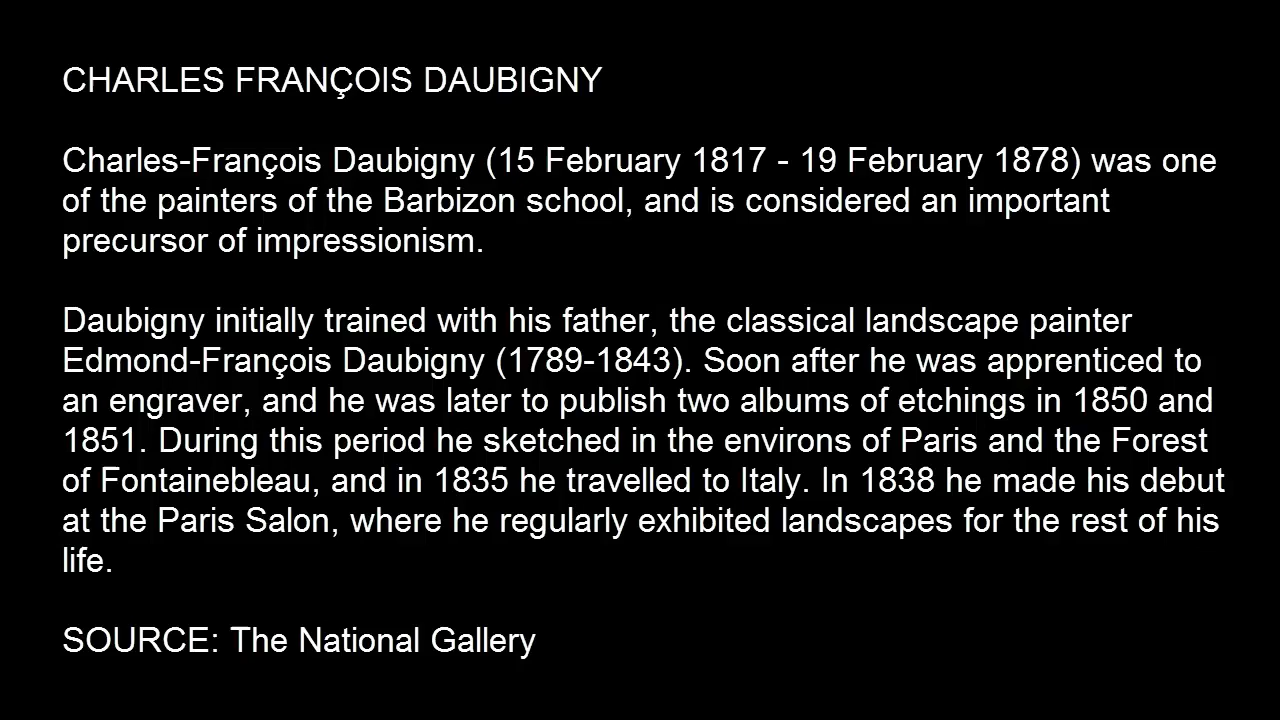 CHARLES FRANÇOIS DAUBIGNY
Charles-François Daubigny (15 February 1817 - 19 February 1878) was one
of the painters of the Barbizon school, and is considered an important
precursor of impressionism.
Daubigny initially trained with his father, the classical landscape painter
Edmond-François Daubigny (1789-1843). Soon after he was apprenticed to
an engraver, and he was later to publish two albums of etchings in 1850 and
1851. During this period he sketched in the environs of Paris and the Forest
of Fontainebleau, and in 1835 he travelled to Italy. In 1838 he made his debut
at the Paris Salon, where he regularly exhibited landscapes for the rest of his
life.
SOURCE: The National Gallery